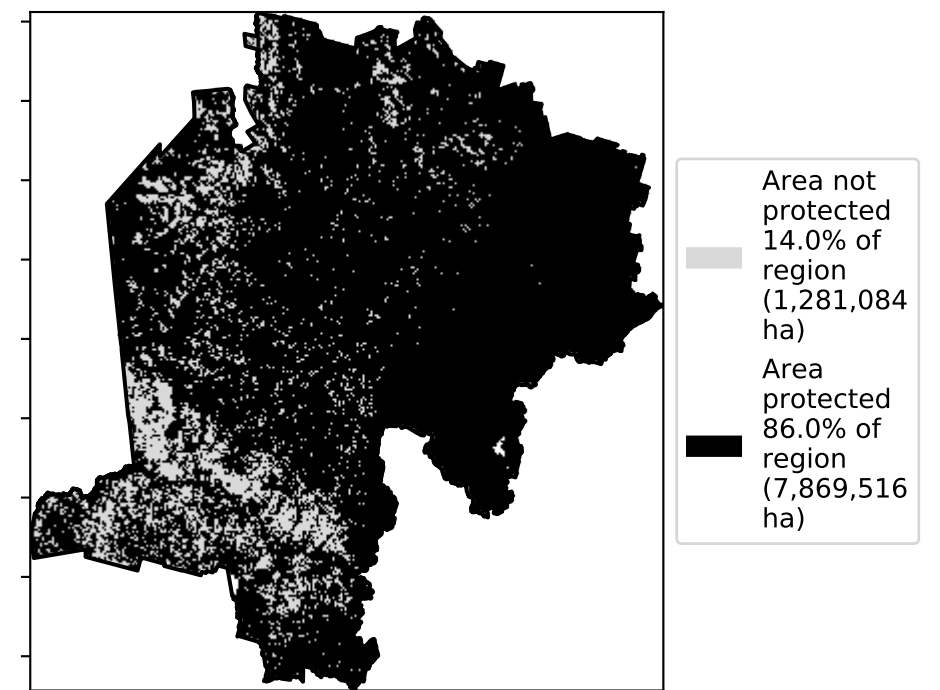 Area not
protected
14.0% of
region
(1,281,084
ha)
Area
protected
86.0% of
region
(7,869,516
ha)